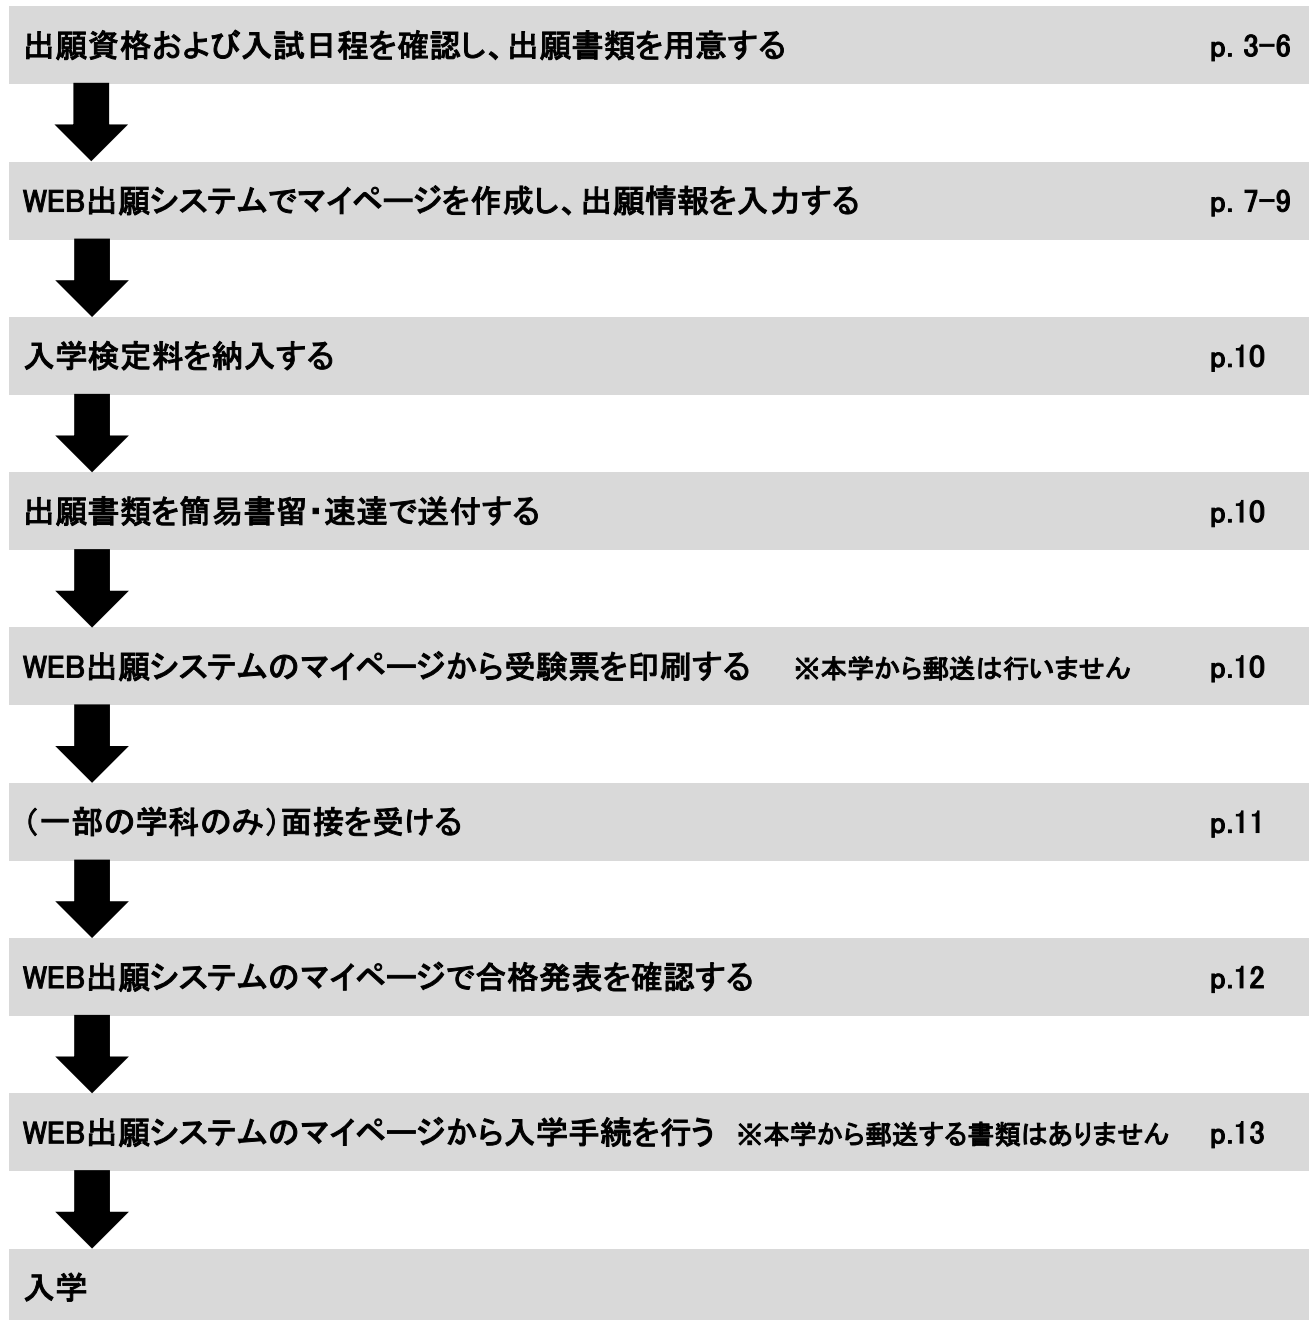 出願資格および入試日程を確認し、出願書類を用意する p. 3-6
WEB出願システムでマイページを作成し、出願情報を入力する p. 7-9
入学検定料を納入する p.10
出願書類を簡易書留・速達で送付する p.10
WEB出願システムのマイページから受験票を印刷する ※本学から郵送は行いません p.10
（一部の学科のみ）面接を受ける p.11
WEB出願システムのマイページで合格発表を確認する p.12
WEB出願システムのマイページから入学手続を行う ※本学から郵送する書類はありません p.13
入学